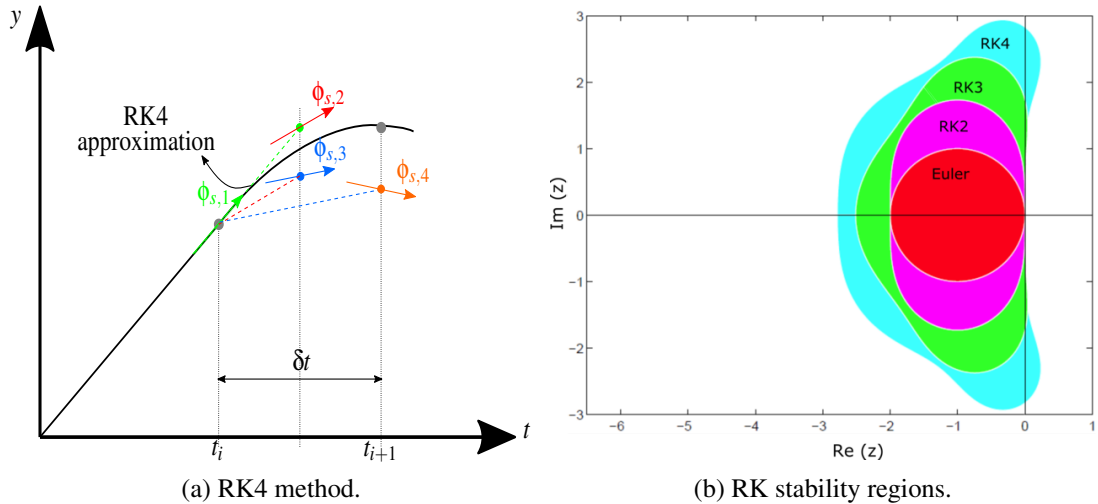 y
ϕs,2
RK4
approximation
ϕs,3
ϕs,1
ϕs,4
δt
ti
ti+1
t
(a) RK4 method.
3
2
1
0
−1
−2
−3
Im (z)
RK4
RK3
RK2
Euler
−6 −5 −4 −3 −2 −1 0 1
Re (z)
(b) RK stability regions.